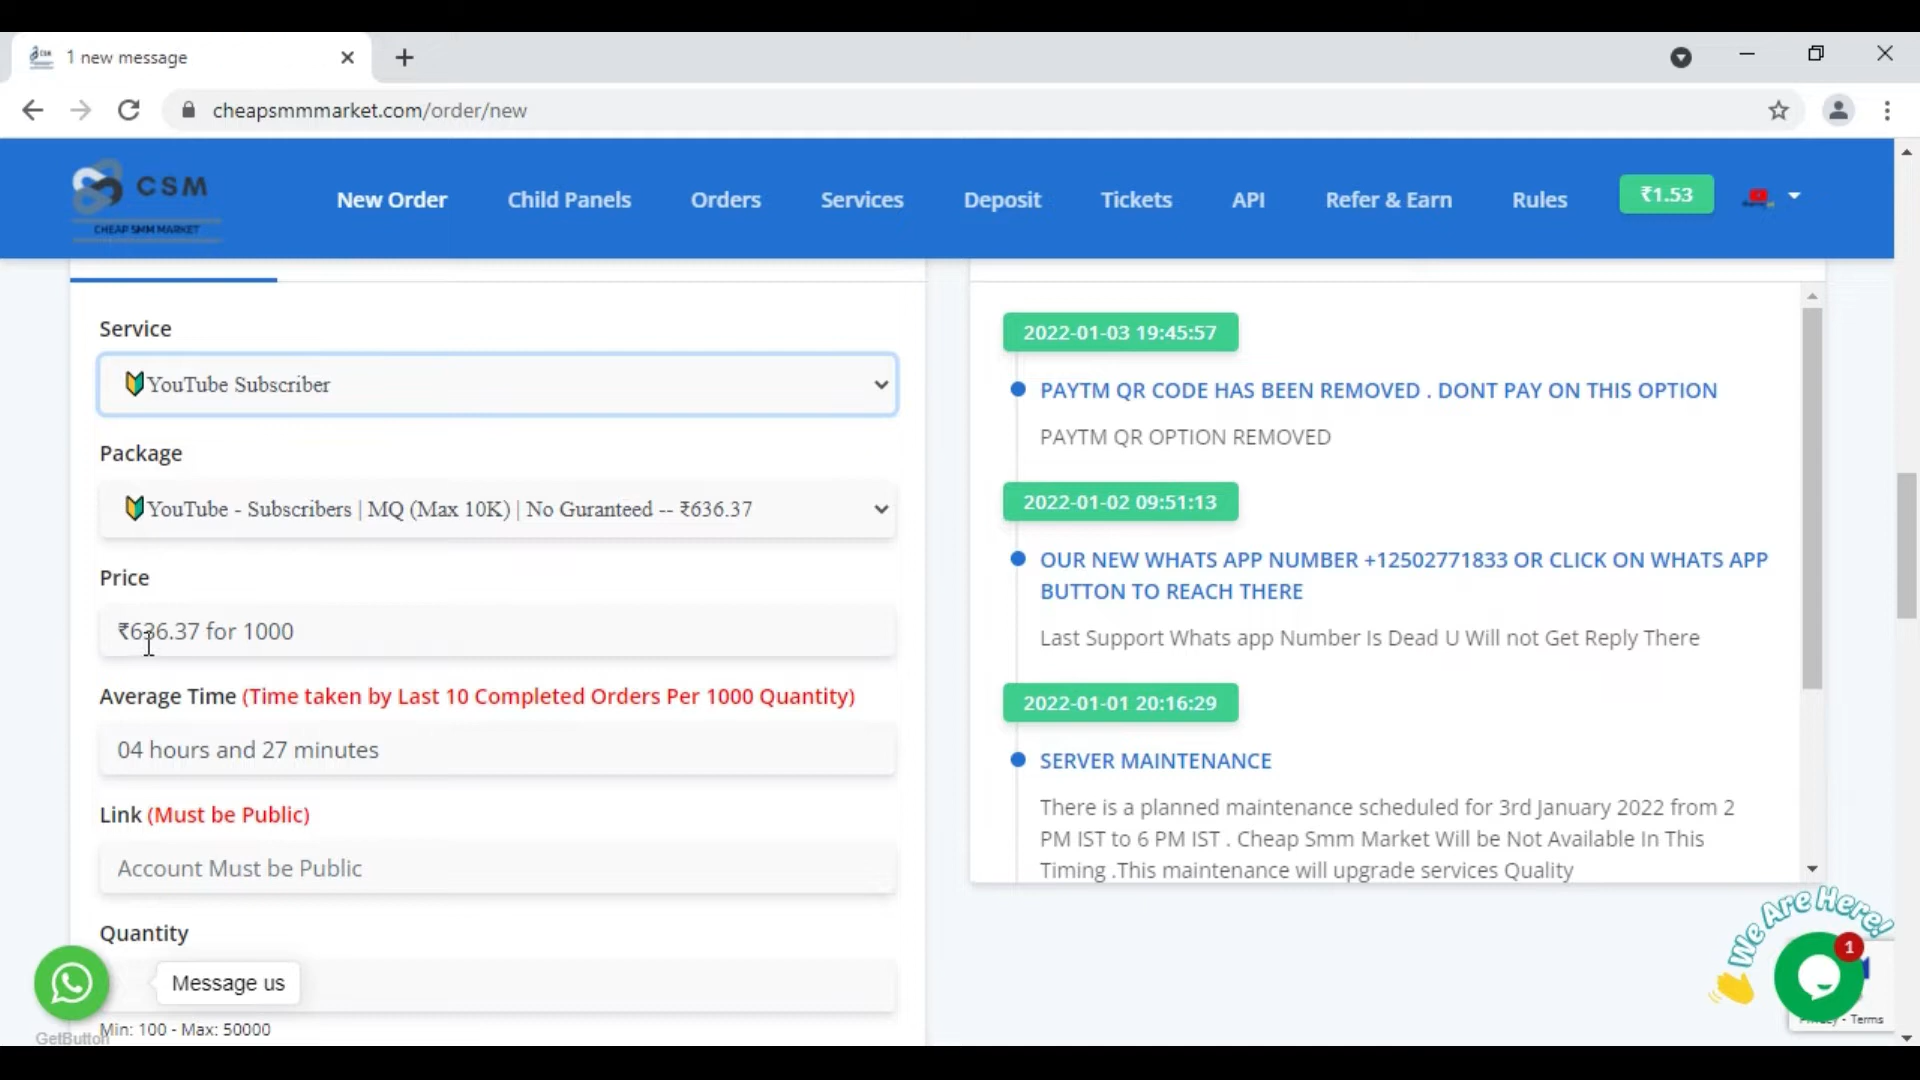 1 new message
cheapsmmmarket.com/order/new
CSM
CHEAP SMM MARKET
New Order
Child Panels
Orders
Services
Deposit
Tickets
API
Refer & Earn
Rules
₹1.53
Service
YouTube Subscriber
Package
YouTube - Subscribers | MQ (Max 10K) | No Guranteed -- ₹636.37
Price
₹636.37 for 1000
Average Time (Time taken by Last 10 Completed Orders Per 1000 Quantity)
04 hours and 27 minutes
Link (Must be Public)
Account Must be Public
Quantity
Message us
GetButton
Min: 100 - Max: 50000
2022-01-03 19:45:57
PAYTM QR CODE HAS BEEN REMOVED . DONT PAY ON THIS OPTION
PAYTM QR OPTION REMOVED
2022-01-02 09:51:13
OUR NEW WHATS APP NUMBER +12502771833 OR CLICK ON WHATS APP
BUTTON TO REACH THERE
Last Support Whats app Number Is Dead U Will not Get Reply There
2022-01-01 20:16:29
SERVER MAINTENANCE
There is a planned maintenance scheduled for 3rd January 2022 from 2
PM IST to 6 PM IST . Cheap Smm Market Will be Not Available In This
Timing .This maintenance will upgrade services Quality
We Are Here!
1
- Terms